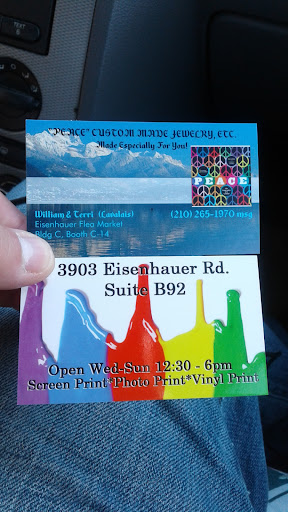 "PEACE" CUSTOM MADE JEWELRY, ETC.
Made Especially For You!
PEACE
William & Terri (Lavalais)
(210) 265-1970 msg
Eisenhauer Flea Market
Bldg C, Booth C-14
3903 Eisenhauer Rd.
Suite B92
Open Wed-Sun 12:30 - 6pm
Screen Print*Photo Print*Vinyl Print